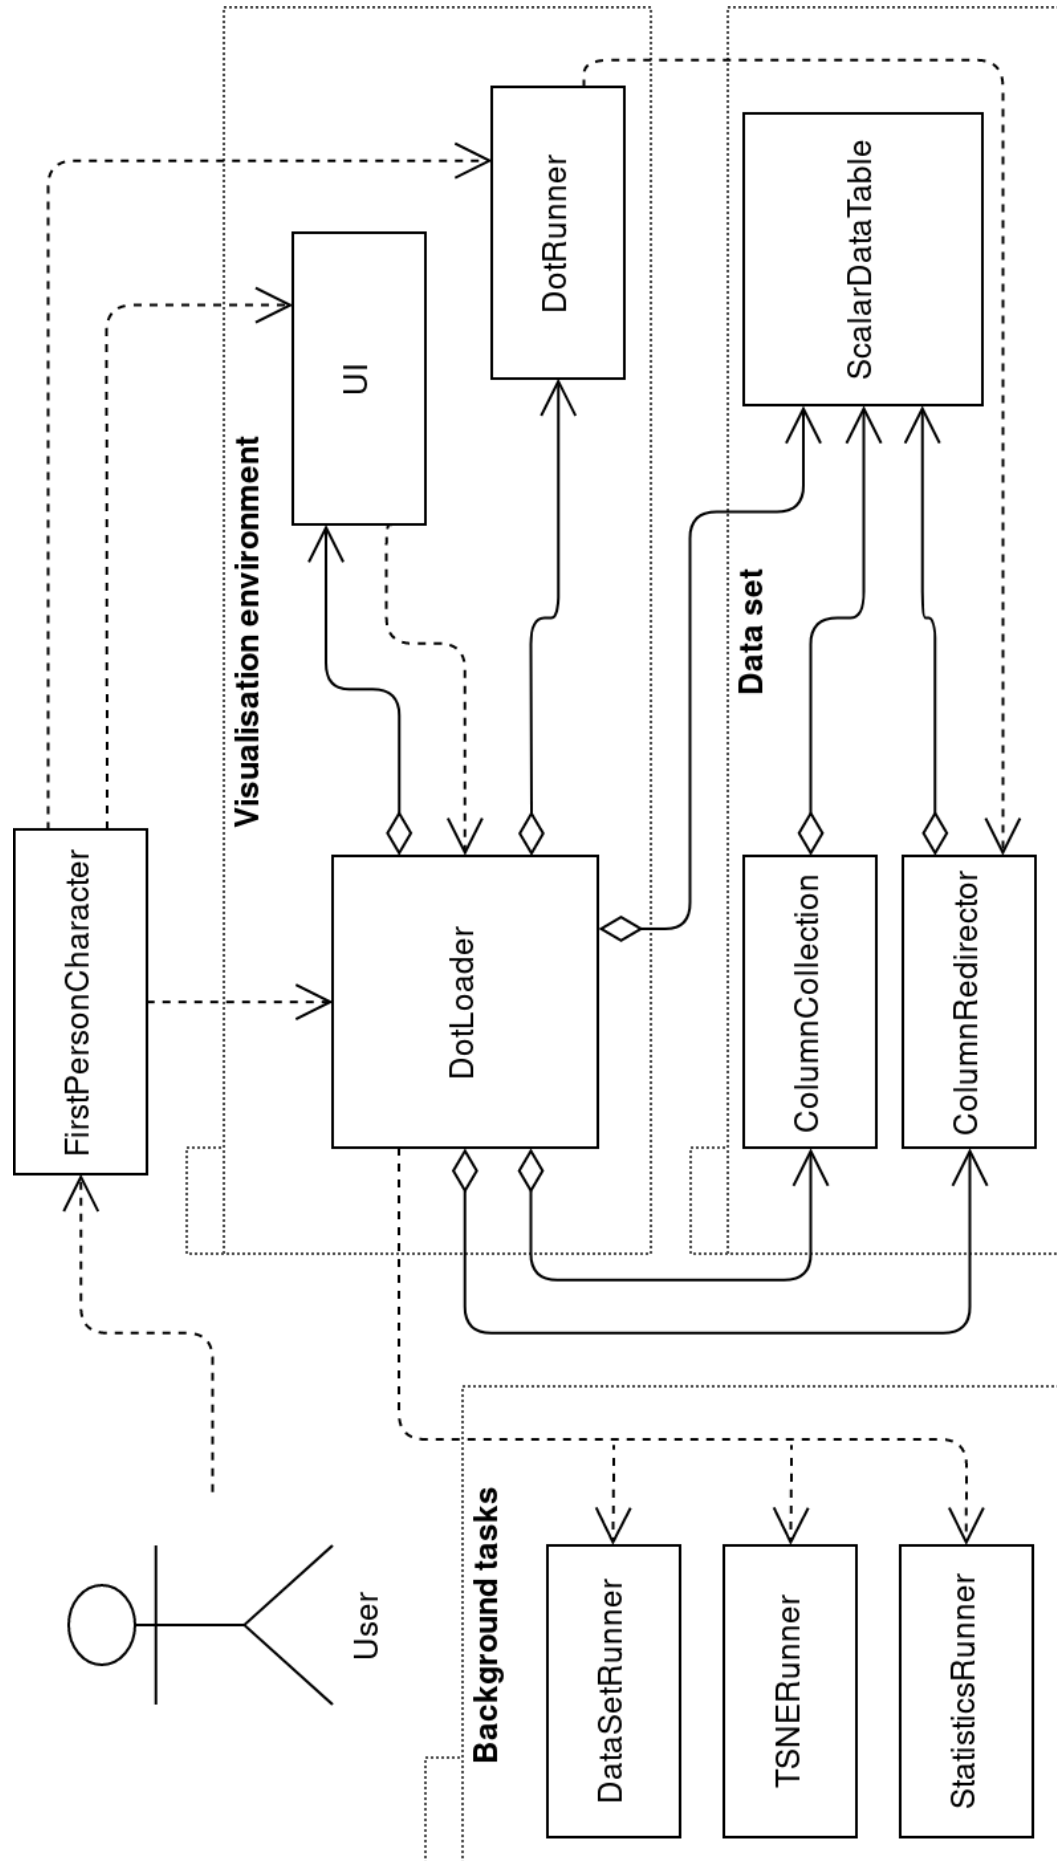 User
FirstPersonCharacter
Visualisation environment
UI
DotLoader
DotRunner
Background tasks
DataSetRunner
TSNERunner
StatisticsRunner
Data set
ColumnCollection
ScalarDataTable
ColumnRedirector